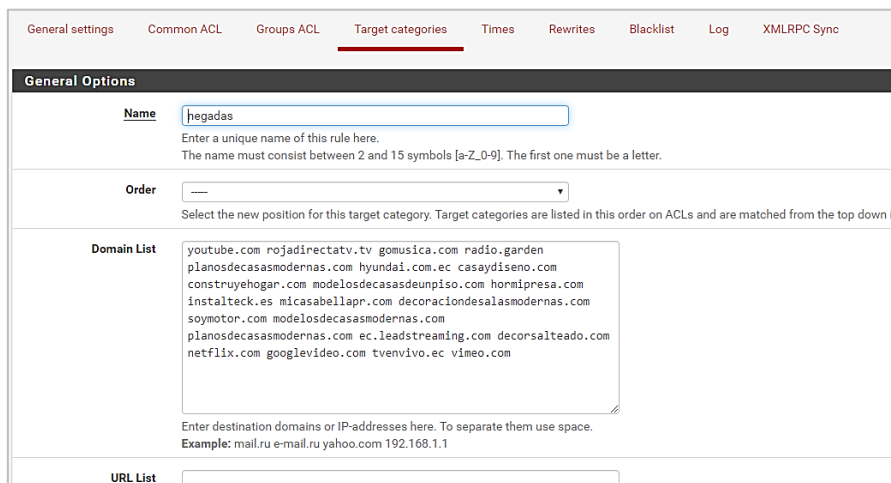 General settings Common ACL Groups ACL Target categories Times Rewrites Blacklist Log XMLRPC Sync
General Options
Name
negadas
Enter a unique name of this rule here.
The name must consist between 2 and 15 symbols [a-Z_0-9]. The first one must be a letter.
Order
-----
Select the new position for this target category. Target categories are listed in this order on ACLs and are matched from the top down
Domain List
youtube.com rojadirectatv.tv gomusica.com radio.garden
planosdecasasmodernas.com hyundai.com.ec casaydiseno.com
construyehogar.com modelosdecasasdeunpiso.com hormipresa.com
instalteck.es micasabellapr.com decoraciondesalasmodernas.com
soymotor.com modelosdecasasmodernas.com
planosdecasasmodernas.com ec.leadstreaming.com decorsalteado.com
netflix.com googlevideo.com tvenvivo.ec vimeo.com
Enter destination domains or IP-addresses here. To separate them use space.
Example: mail.ru e-mail.ru yahoo.com 192.168.1.1
URL List